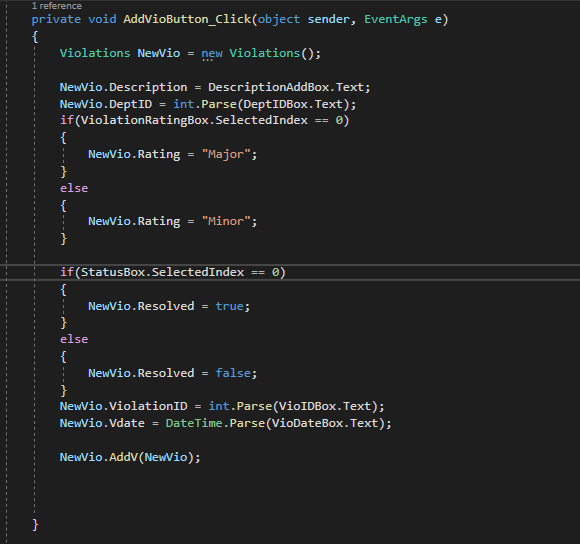 1 reference
private void AddVioButton_Click(object sender, EventArgs e)
{
Violations NewVio = new Violations();
NewVio.Description = DescriptionAddBox.Text;
NewVio.DeptID = int.Parse(DeptIDBox.Text);
if(ViolationRatingBox.SelectedIndex == 0)
{
NewVio.Rating = "Major";
}
else
{
NewVio.Rating = "Minor";
}
if(StatusBox.SelectedIndex == 0)
{
NewVio.Resolved = true;
}
else
{
NewVio.Resolved = false;
}
NewVio.ViolationID = int.Parse(VioIDBox.Text);
NewVio.Vdate = DateTime.Parse(VioDateBox.Text);
NewVio.AddV(NewVio);
}